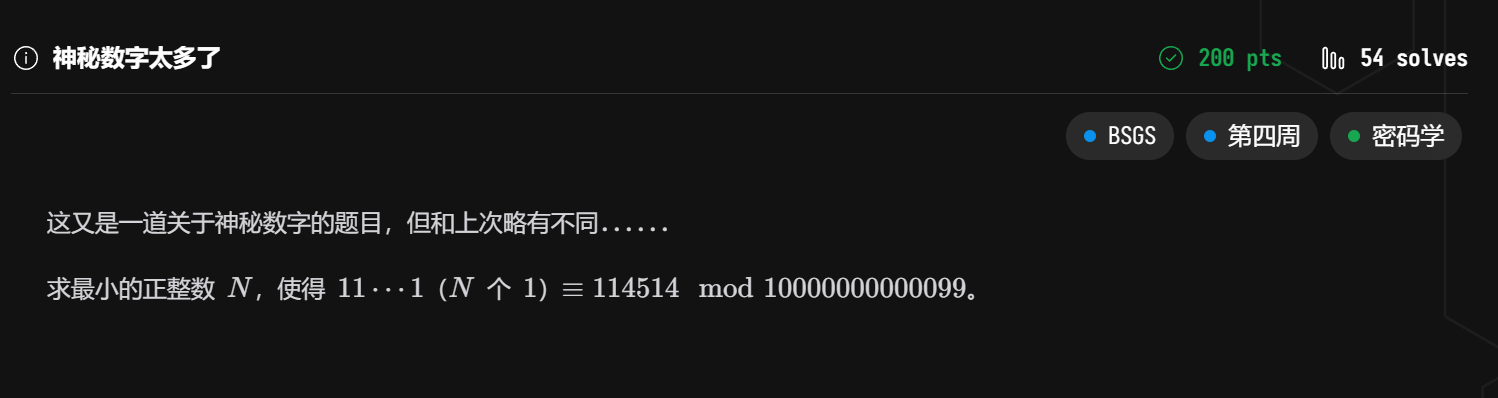 神秘数字太多了 200 pts 54 solves
BSGS 第四周 密码学
这又是一道关于神秘数字的题目，但和上次略有不同......
求最小的正整数 N，使得 11⋯1（N 个 1）≡ 114514 mod 10000000000099。